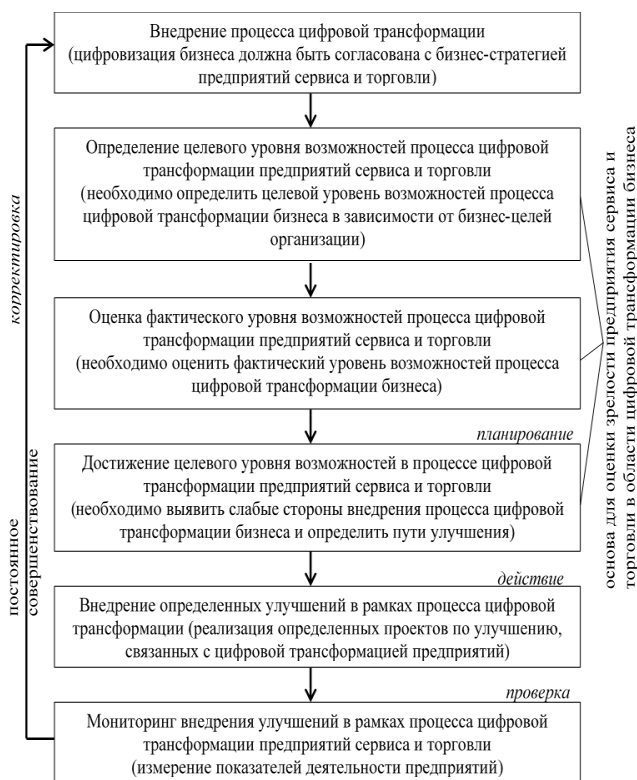 Внедрение процесса цифровой трансформации
(цифровизация бизнеса должна быть согласована с бизнес-стратегией
предприятий сервиса и торговли)
Определение целевого уровня возможностей процесса цифровой
трансформации предприятий сервиса и торговли
(необходимо определить целевой уровень возможностей процесса
цифровой трансформации бизнеса в зависимости от бизнес-целей
организации)
Оценка фактического уровня возможностей процесса цифровой
трансформации предприятий сервиса и торговли
(необходимо оценить фактический уровень возможностей процесса
цифровой трансформации бизнеса)
планирование
Достижение целевого уровня возможностей в процессе цифровой
трансформации предприятий сервиса и торговли
(необходимо выявить слабые стороны внедрения процесса цифровой
трансформации бизнеса и определить пути улучшения)
действие
Внедрение определенных улучшений в рамках процесса цифровой
трансформации (реализация определенных проектов по улучшению,
связанных с цифровой трансформацией предприятий)
проверка
Мониторинг внедрения улучшений в рамках процесса цифровой
трансформации предприятий сервиса и торговли
(измерение показателей деятельности предприятий)
корректировка
постоянное
совершенствование
основа для оценки зрелости предприятия сервиса и
торговли в области цифровой трансформации бизнеса